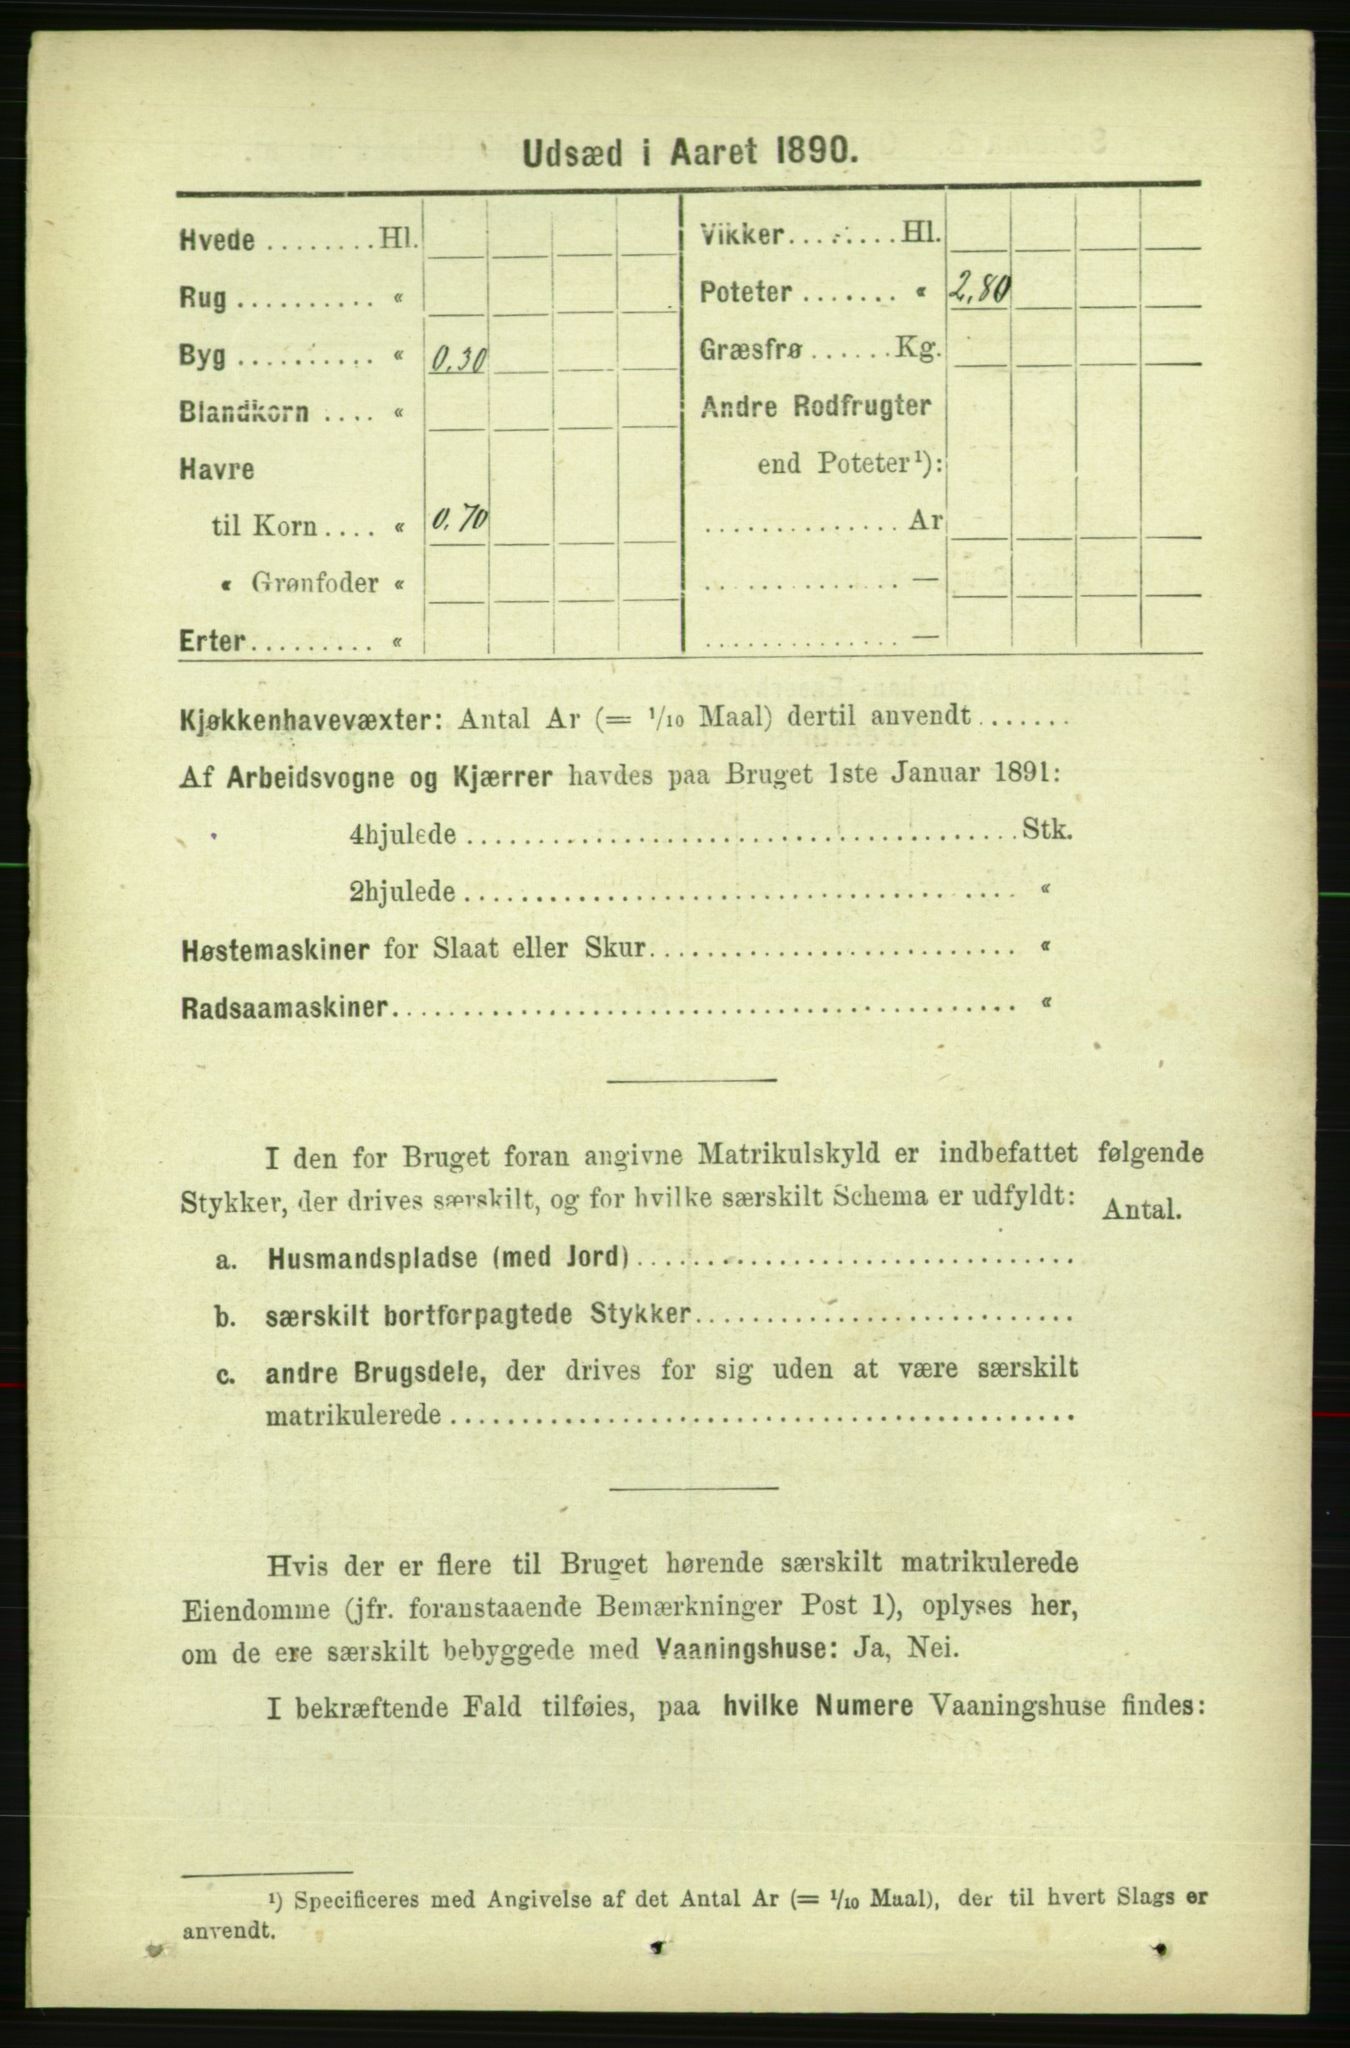 Udsæd i Aaret 1890.
Hvede ........ Hl.
Rug .......... «
Byg .......... « 0.30
Blandkorn .... «
Havre
til Korn .... « 0.70
« Grønfoder «
Erter ......... «
Vikker ........ Hl.
Poteter ....... « 2.80
Græsfrø ...... Kg.
Andre Rodfrugter
end Poteter¹):
.............. Ar
.............. —
.............. —
Kjøkkenhavevæxter: Antal Ar (= 1/10 Maal) dertil anvendt .......
Af Arbeidsvogne og Kjærrer havdes paa Bruget 1ste Januar 1891:
4hjulede ........................................ Stk.
2hjulede ........................................ «
Høstemaskiner for Slaat eller Skur .......................... «
Radsaamaskiner ............................................. «
I den for Bruget foran angivne Matrikulskyld er indbefattet følgende
Stykker, der drives særskilt, og for hvilke særskilt Schema er udfyldt: Antal.
a. Husmandspladse (med Jord) ...............................
b. særskilt bortforpagtede Stykker ...........................
c. andre Brugsdele, der drives for sig uden at være særskilt
matrikulerede ............................................
Hvis der er flere til Bruget hørende særskilt matrikulerede
Eiendomme (jfr. foranstaaende Bemærkninger Post 1), oplyses her,
om de ere særskilt bebyggede med Vaaningshuse: Ja, Nei.
I bekræftende Fald tilføies, paa hvilke Numere Vaaningshuse findes:
¹) Specificeres med Angivelse af det Antal Ar (= 1/10 Maal), der til hvert Slags er
anvendt.